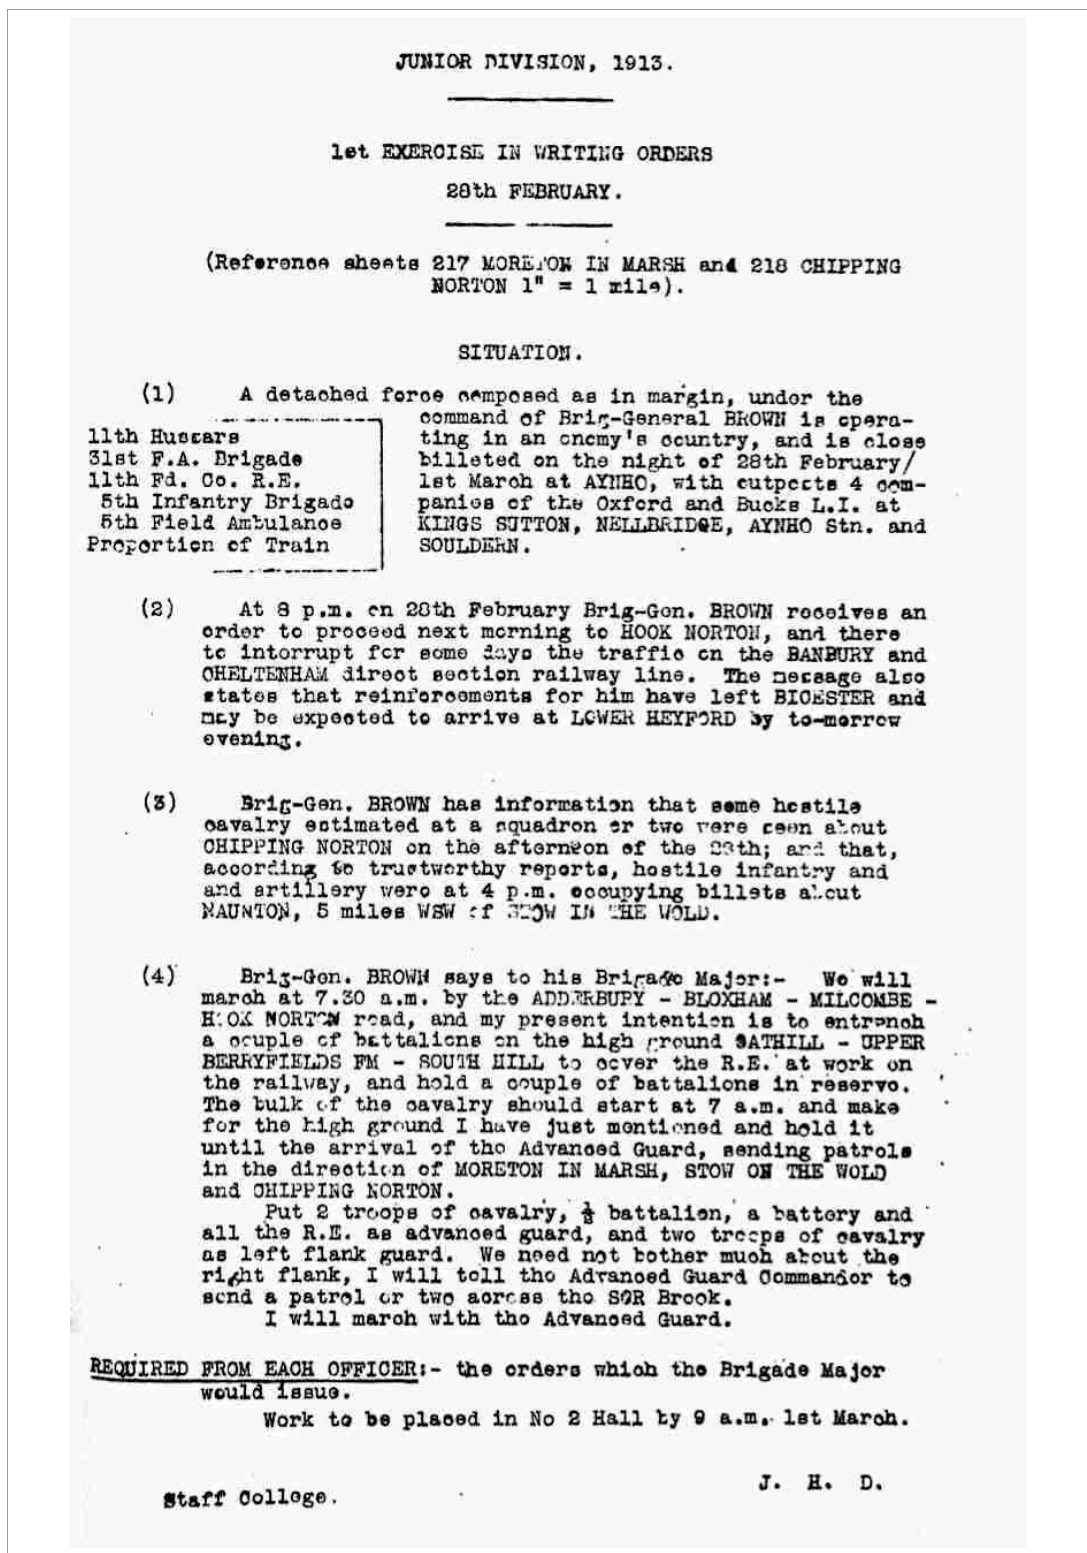 JUNIOR DIVISION, 1913.
1st EXERCISE IN WRITING ORDERS
28th FEBRUARY.
(Reference sheets 217 MORETON IN MARSH and 218 CHIPPING
NORTON 1" = 1 mile).
SITUATION.
(1) A detached force composed as in margin, under the
command of Brig-General BROWN is opera-
ting in an enemy's country, and is close
billeted on the night of 28th February/
1st March at AYNHO, with outposts 4 com-
panies of the Oxford and Bucks L.I. at
KINGS SUTTON, NELLBRIDGE, AYNHO Stn. and
SOULDERN.
11th Hussars
31st F.A. Brigade
11th Fd. Co. R.E.
5th Infantry Brigade
5th Field Ambulance
Proportion of Train
(2) At 8 p.m. on 28th February Brig-Gen. BROWN receives an
order to proceed next morning to HOOK NORTON, and there
to interrupt for some days the traffic on the BANBURY and
CHELTENHAM direct section railway line. The message also
states that reinforcements for him have left BICESTER and
may be expected to arrive at LOWER HEYFORD by to-morrow
evening.
(3) Brig-Gen. BROWN has information that some hostile
cavalry estimated at a squadron or two were seen about
CHIPPING NORTON on the afternoon of the 28th; and that,
according to trustworthy reports, hostile infantry and
and artillery were at 4 p.m. occupying billets about
NAUNTON, 5 miles WSW of STOW IN THE WOLD.
(4) Brig-Gen. BROWN says to his Brigade Major:- We will
march at 7.30 a.m. by the ADDERBURY - BLOXHAM - MILCOMBE -
HOOK NORTON road, and my present intention is to entrench
a couple of battalions on the high ground OATHILL - UPPER
BERRYFIELDS FM - SOUTH HILL to cover the R.E. at work on
the railway, and hold a couple of battalions in reserve.
The bulk of the cavalry should start at 7 a.m. and make
for the high ground I have just mentioned and hold it
until the arrival of the Advanced Guard, sending patrols
in the direction of MORETON IN MARSH, STOW ON THE WOLD
and CHIPPING NORTON.
Put 2 troops of cavalry, ½ battalion, a battery and
all the R.E. as advanced guard, and two troops of cavalry
as left flank guard. We need not bother much about the
right flank, I will tell the Advanced Guard Commander to
send a patrol or two across the SOR Brook.
I will march with the Advanced Guard.
REQUIRED FROM EACH OFFICER:- the orders which the Brigade Major
would issue.
Work to be placed in No 2 Hall by 9 a.m. 1st March.
J. H. D.
Staff College.